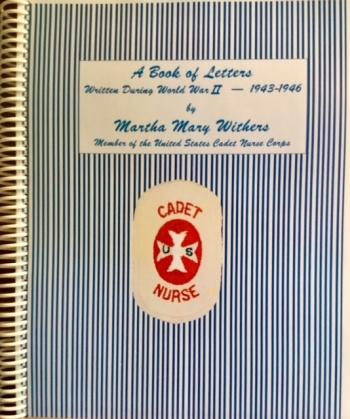 A Book of Letters
Written During World War II — 1943-1946
by
Martha Mary Withers
Member of the United States Cadet Nurse Corps
CADET
U S
NURSE